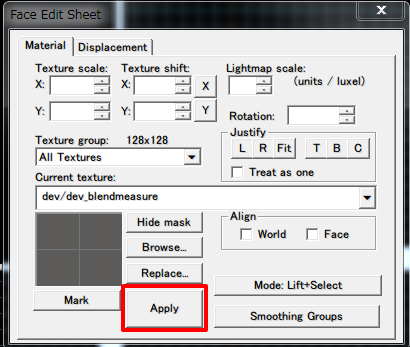 Face Edit Sheet
X
Material
Displacement
Texture scale:
Texture shift:
Lightmap scale:
X:
X:
X
(units / luxel)
Y:
Y:
Y
Rotation:
Texture group:
128x128
Justify
All Textures
L
R
Fit
T
B
C
Treat as one
Current texture:
dev/dev_blendmeasure
Hide mask
Align
World
Face
Browse...
Replace...
Mark
Apply
Mode: Lift+Select
Smoothing Groups